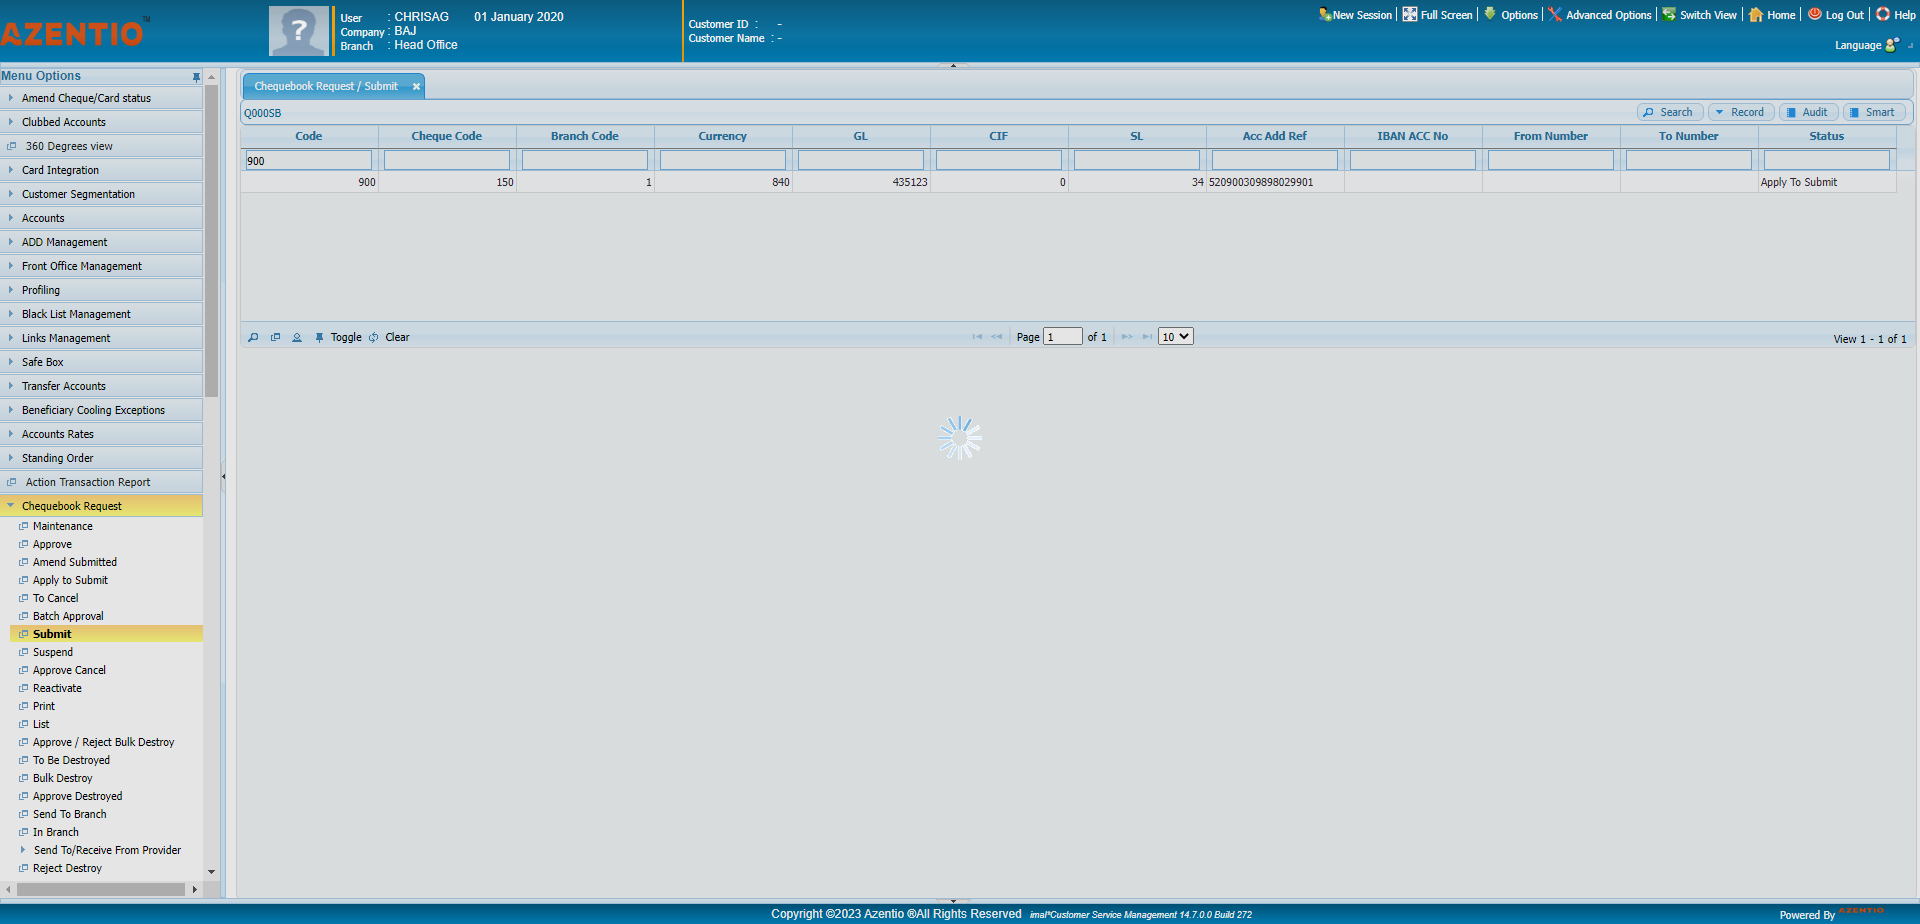 AZENTIO™
User : CHRISAG 01 January 2020
Company : BAJ
Branch : Head Office
Customer ID : -
Customer Name : -
New Session Full Screen Options Advanced Options Switch View Home Log Out Help
Language
Menu Options
Amend Cheque/Card status
Clubbed Accounts
360 Degrees view
Card Integration
Customer Segmentation
Accounts
ADD Management
Front Office Management
Profiling
Black List Management
Links Management
Safe Box
Transfer Accounts
Beneficiary Cooling Exceptions
Accounts Rates
Standing Order
Action Transaction Report
Chequebook Request
Maintenance
Approve
Amend Submitted
Apply to Submit
To Cancel
Batch Approval
Submit
Suspend
Approve Cancel
Reactivate
Print
List
Approve / Reject Bulk Destroy
To Be Destroyed
Bulk Destroy
Approve Destroyed
Send To Branch
In Branch
Send To/Receive From Provider
Reject Destroy
Chequebook Request / Submit
Q000SB
Search Record Audit Smart
Code Cheque Code Branch Code Currency GL CIF SL Acc Add Ref IBAN ACC No From Number To Number Status
900
900 150 1 840 435123 0 34 520900309898029901 Apply To Submit
Toggle Clear
Page 1 of 1 10
View 1 - 1 of 1
Copyright ©2023 Azentio ®All Rights Reserved imal*Customer Service Management 14.7.0.0 Build 272
Powered By AZENTIO